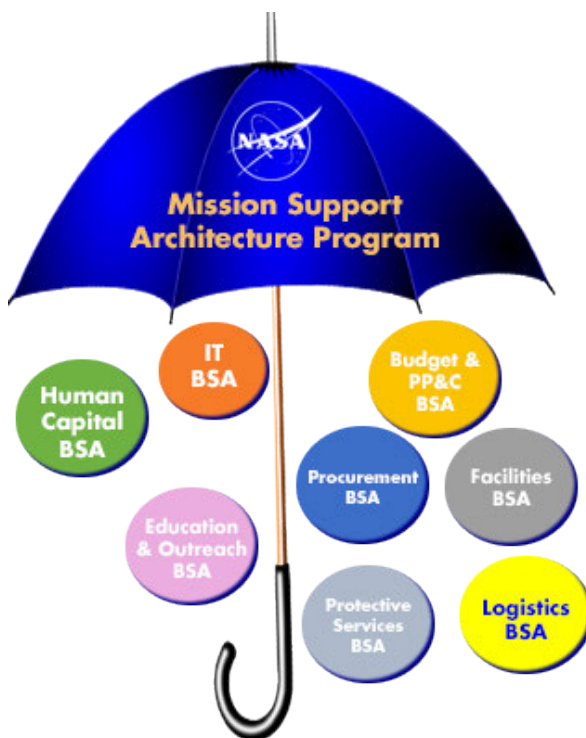 NASA
Mission Support
Architecture Program
IT
BSA
Budget &
PP&C
BSA
Human
Capital
BSA
Procurement
BSA
Facilities
BSA
Education
& Outreach
BSA
Protective
Services
BSA
Logistics
BSA